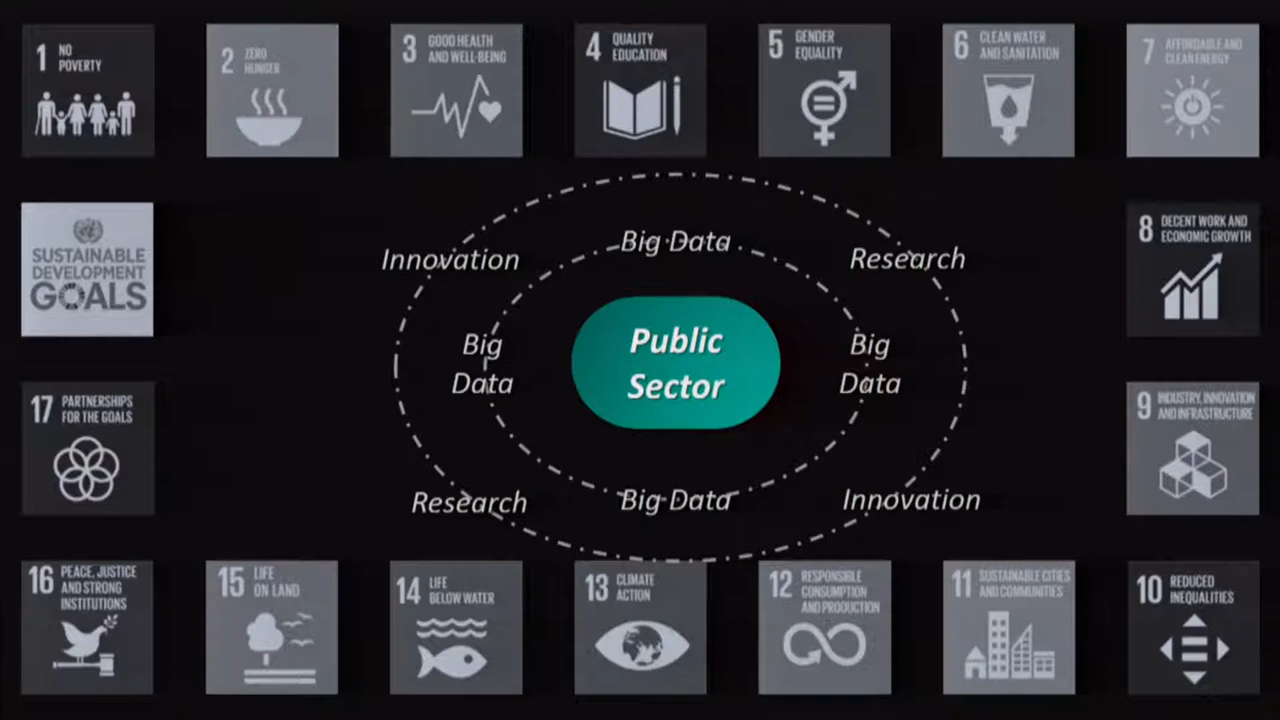 1 NO
POVERTY
2 ZERO
HUNGER
3 GOOD HEALTH
AND WELL-BEING
4 QUALITY
EDUCATION
5 GENDER
EQUALITY
6 CLEAN WATER
AND SANITATION
7 AFFORDABLE AND
CLEAN ENERGY
SUSTAINABLE
DEVELOPMENT
GOALS
Innovation
Big Data
Research
8 DECENT WORK AND
ECONOMIC GROWTH
Big
Data
Public
Sector
Big
Data
17 PARTNERSHIPS
FOR THE GOALS
9 INDUSTRY, INNOVATION
AND INFRASTRUCTURE
Research
Big Data
Innovation
16 PEACE, JUSTICE
AND STRONG
INSTITUTIONS
15 LIFE
ON LAND
14 LIFE
BELOW WATER
13 CLIMATE
ACTION
12 RESPONSIBLE
CONSUMPTION
AND PRODUCTION
11 SUSTAINABLE CITIES
AND COMMUNITIES
10 REDUCED
INEQUALITIES